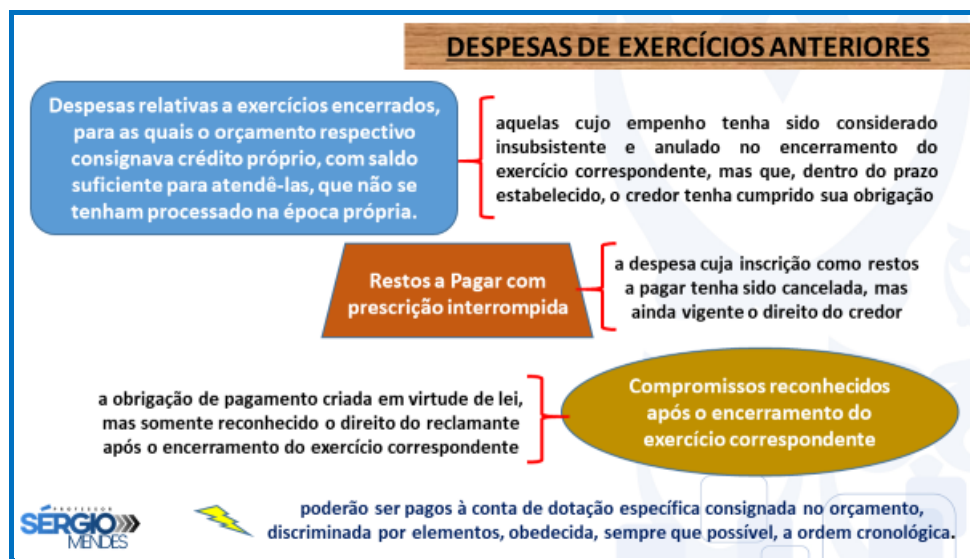 DESPESAS DE EXERCÍCIOS ANTERIORES
Despesas relativas a exercícios encerrados,
para as quais o orçamento respectivo
consignava crédito próprio, com saldo
suficiente para atendê-las, que não se
tenham processado na época própria.
aquelas cujo empenho tenha sido considerado
insubsistente e anulado no encerramento do
exercício correspondente, mas que, dentro do prazo
estabelecido, o credor tenha cumprido sua obrigação
Restos a Pagar com
prescrição interrompida
a despesa cuja inscrição como restos
a pagar tenha sido cancelada, mas
ainda vigente o direito do credor
a obrigação de pagamento criada em virtude de lei,
mas somente reconhecido o direito do reclamante
após o encerramento do exercício correspondente
Compromissos reconhecidos
após o encerramento do
exercício correspondente
PROFESSOR
SÉRGIO
MENDES
poderão ser pagos à conta de dotação específica consignada no orçamento,
discriminada por elementos, obedecida, sempre que possível, a ordem cronológica.